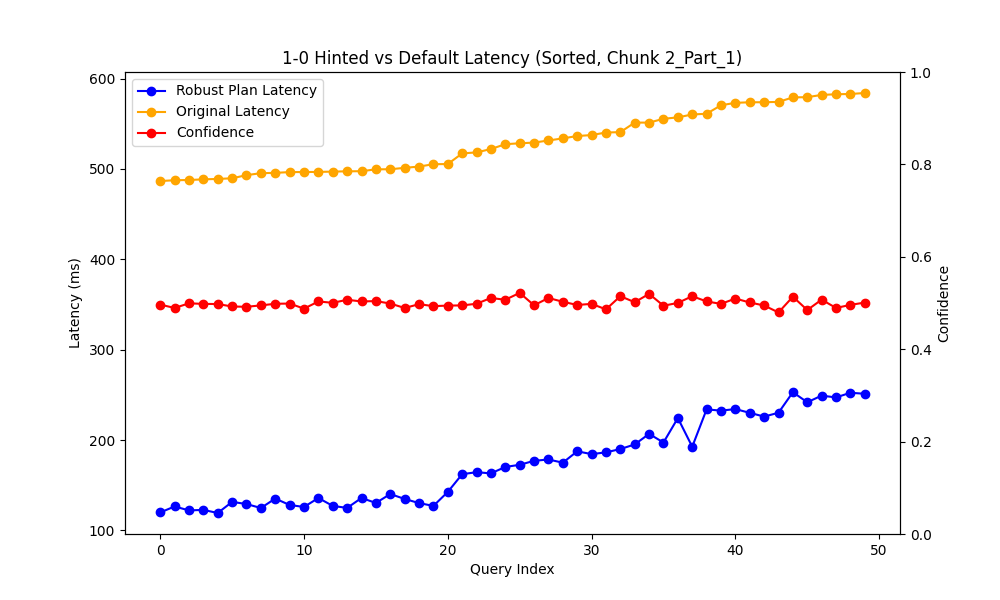 1-0 Hinted vs Default Latency (Sorted, Chunk 2_Part_1)
Robust Plan Latency
Original Latency
Confidence
Latency (ms)
600
500
400
300
200
100
1.0
0.8
0.6
0.4
0.2
0.0
Confidence
0 10 20 30 40 50
Query Index